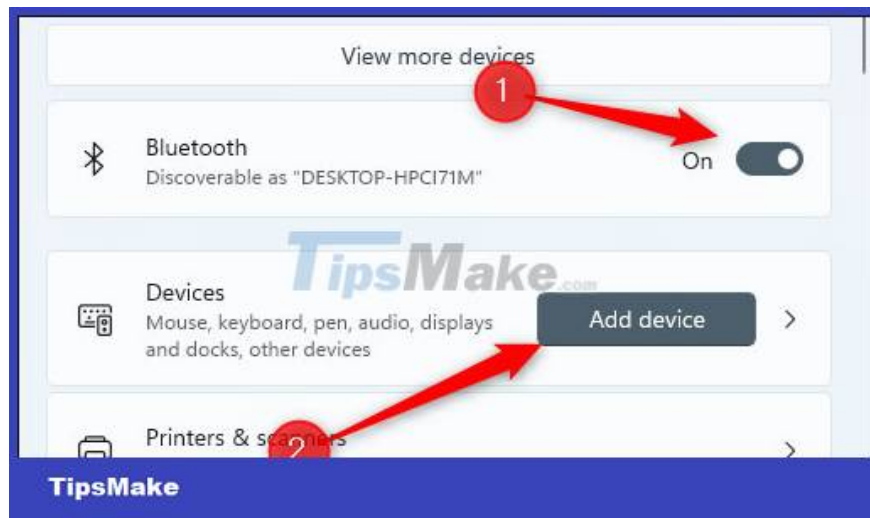 View more devices
1
Bluetooth
On
Discoverable as "DESKTOP-HPCI71M"
TipsMake.com
Devices
Mouse, keyboard, pen, audio, displays
Add device
and docks, other devices
Printers & scanners
2
TipsMake